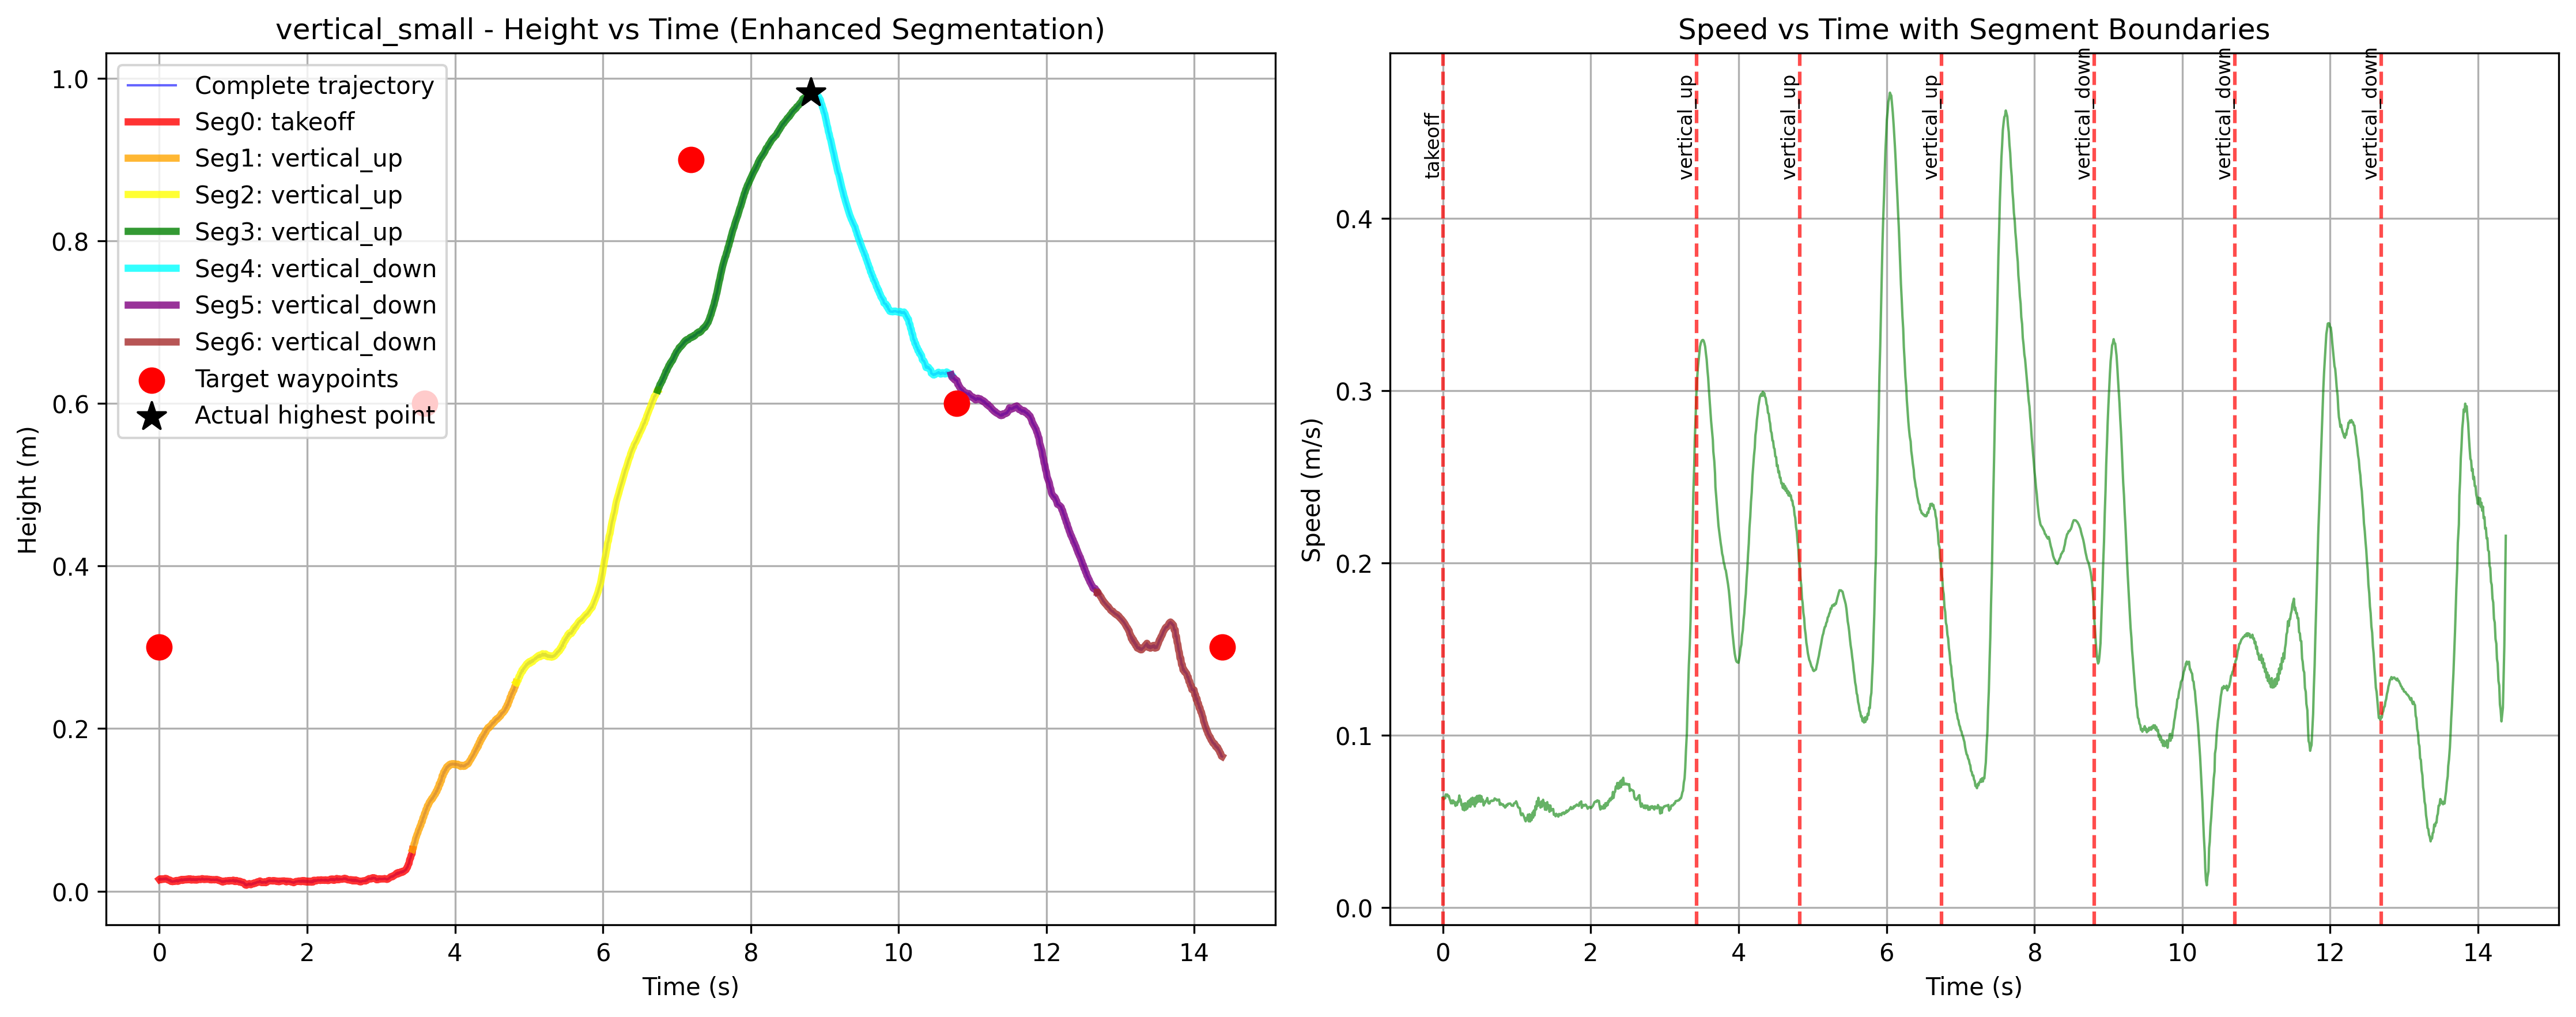 vertical_small - Height vs Time (Enhanced Segmentation)
Height (m)
1.0
0.8
0.6
0.4
0.2
0.0
Complete trajectory
Seg0: takeoff
Seg1: vertical_up
Seg2: vertical_up
Seg3: vertical_up
Seg4: vertical_down
Seg5: vertical_down
Seg6: vertical_down
Target waypoints
Actual highest point
0 2 4 6 8 10 12 14
Time (s)
Speed vs Time with Segment Boundaries
Speed (m/s)
0.4
0.3
0.2
0.1
0.0
takeoff
vertical_up
vertical_up
vertical_up
vertical_down
vertical_down
vertical_down
0 2 4 6 8 10 12 14
Time (s)